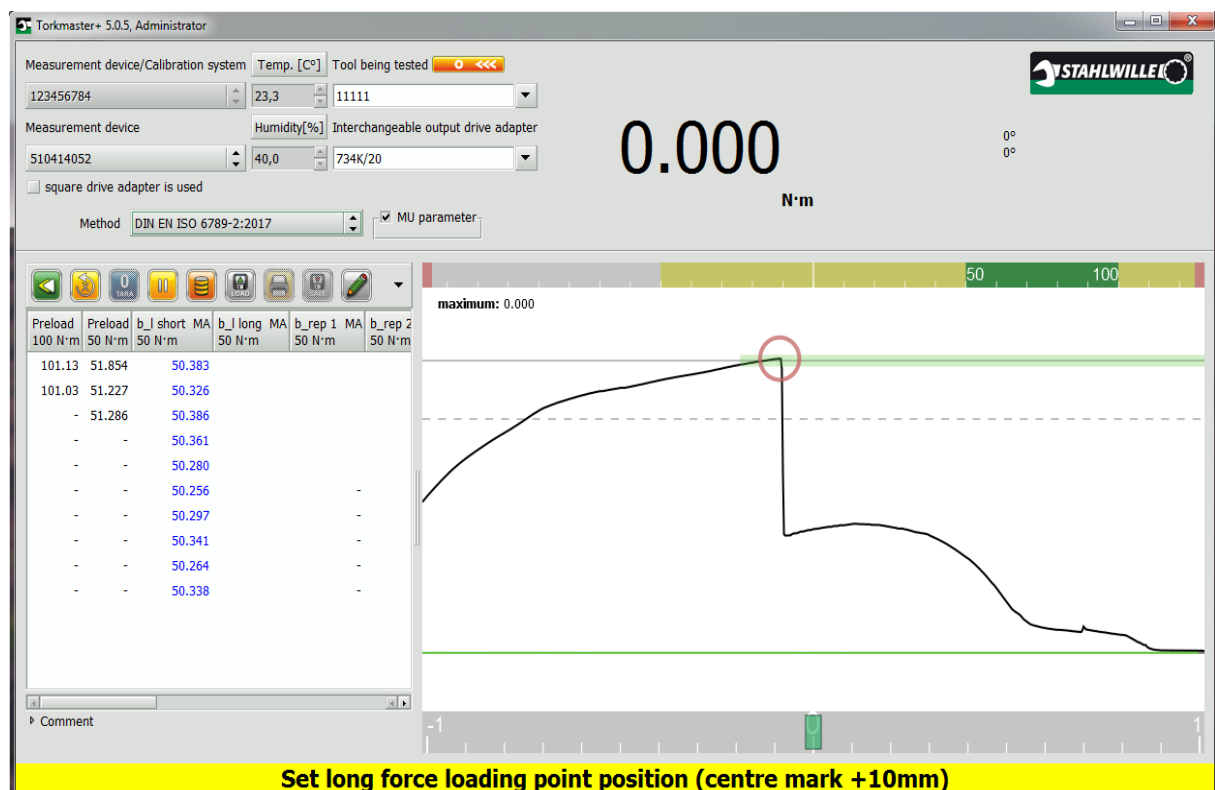 Torkmaster+ 5.0.5, Administrator
Measurement device/Calibration system Temp. [C°] Tool being tested O <<<
123456784 23,3 11111
Measurement device Humidity[%] Interchangeable output drive adapter
510414052 40,0 734K/20
square drive adapter is used
Method DIN EN ISO 6789-2:2017 MU parameter
STAHLWILLE®
0.000
N·m
0°
0°
0 TARA LOAD SAVE
Preload Preload b_l short MA b_l long MA b_rep 1 MA b_rep 2
100 N·m 50 N·m 50 N·m 50 N·m 50 N·m 50 N·m
101.13 51.854 50.383
101.03 51.227 50.326
- 51.286 50.386
- - 50.361
- - 50.280
- - 50.256 -
- - 50.297 -
- - 50.341 -
- - 50.264 -
- - 50.338 -
Comment
50 100
maximum: 0.000
-1 0 1
Set long force loading point position (centre mark +10mm)